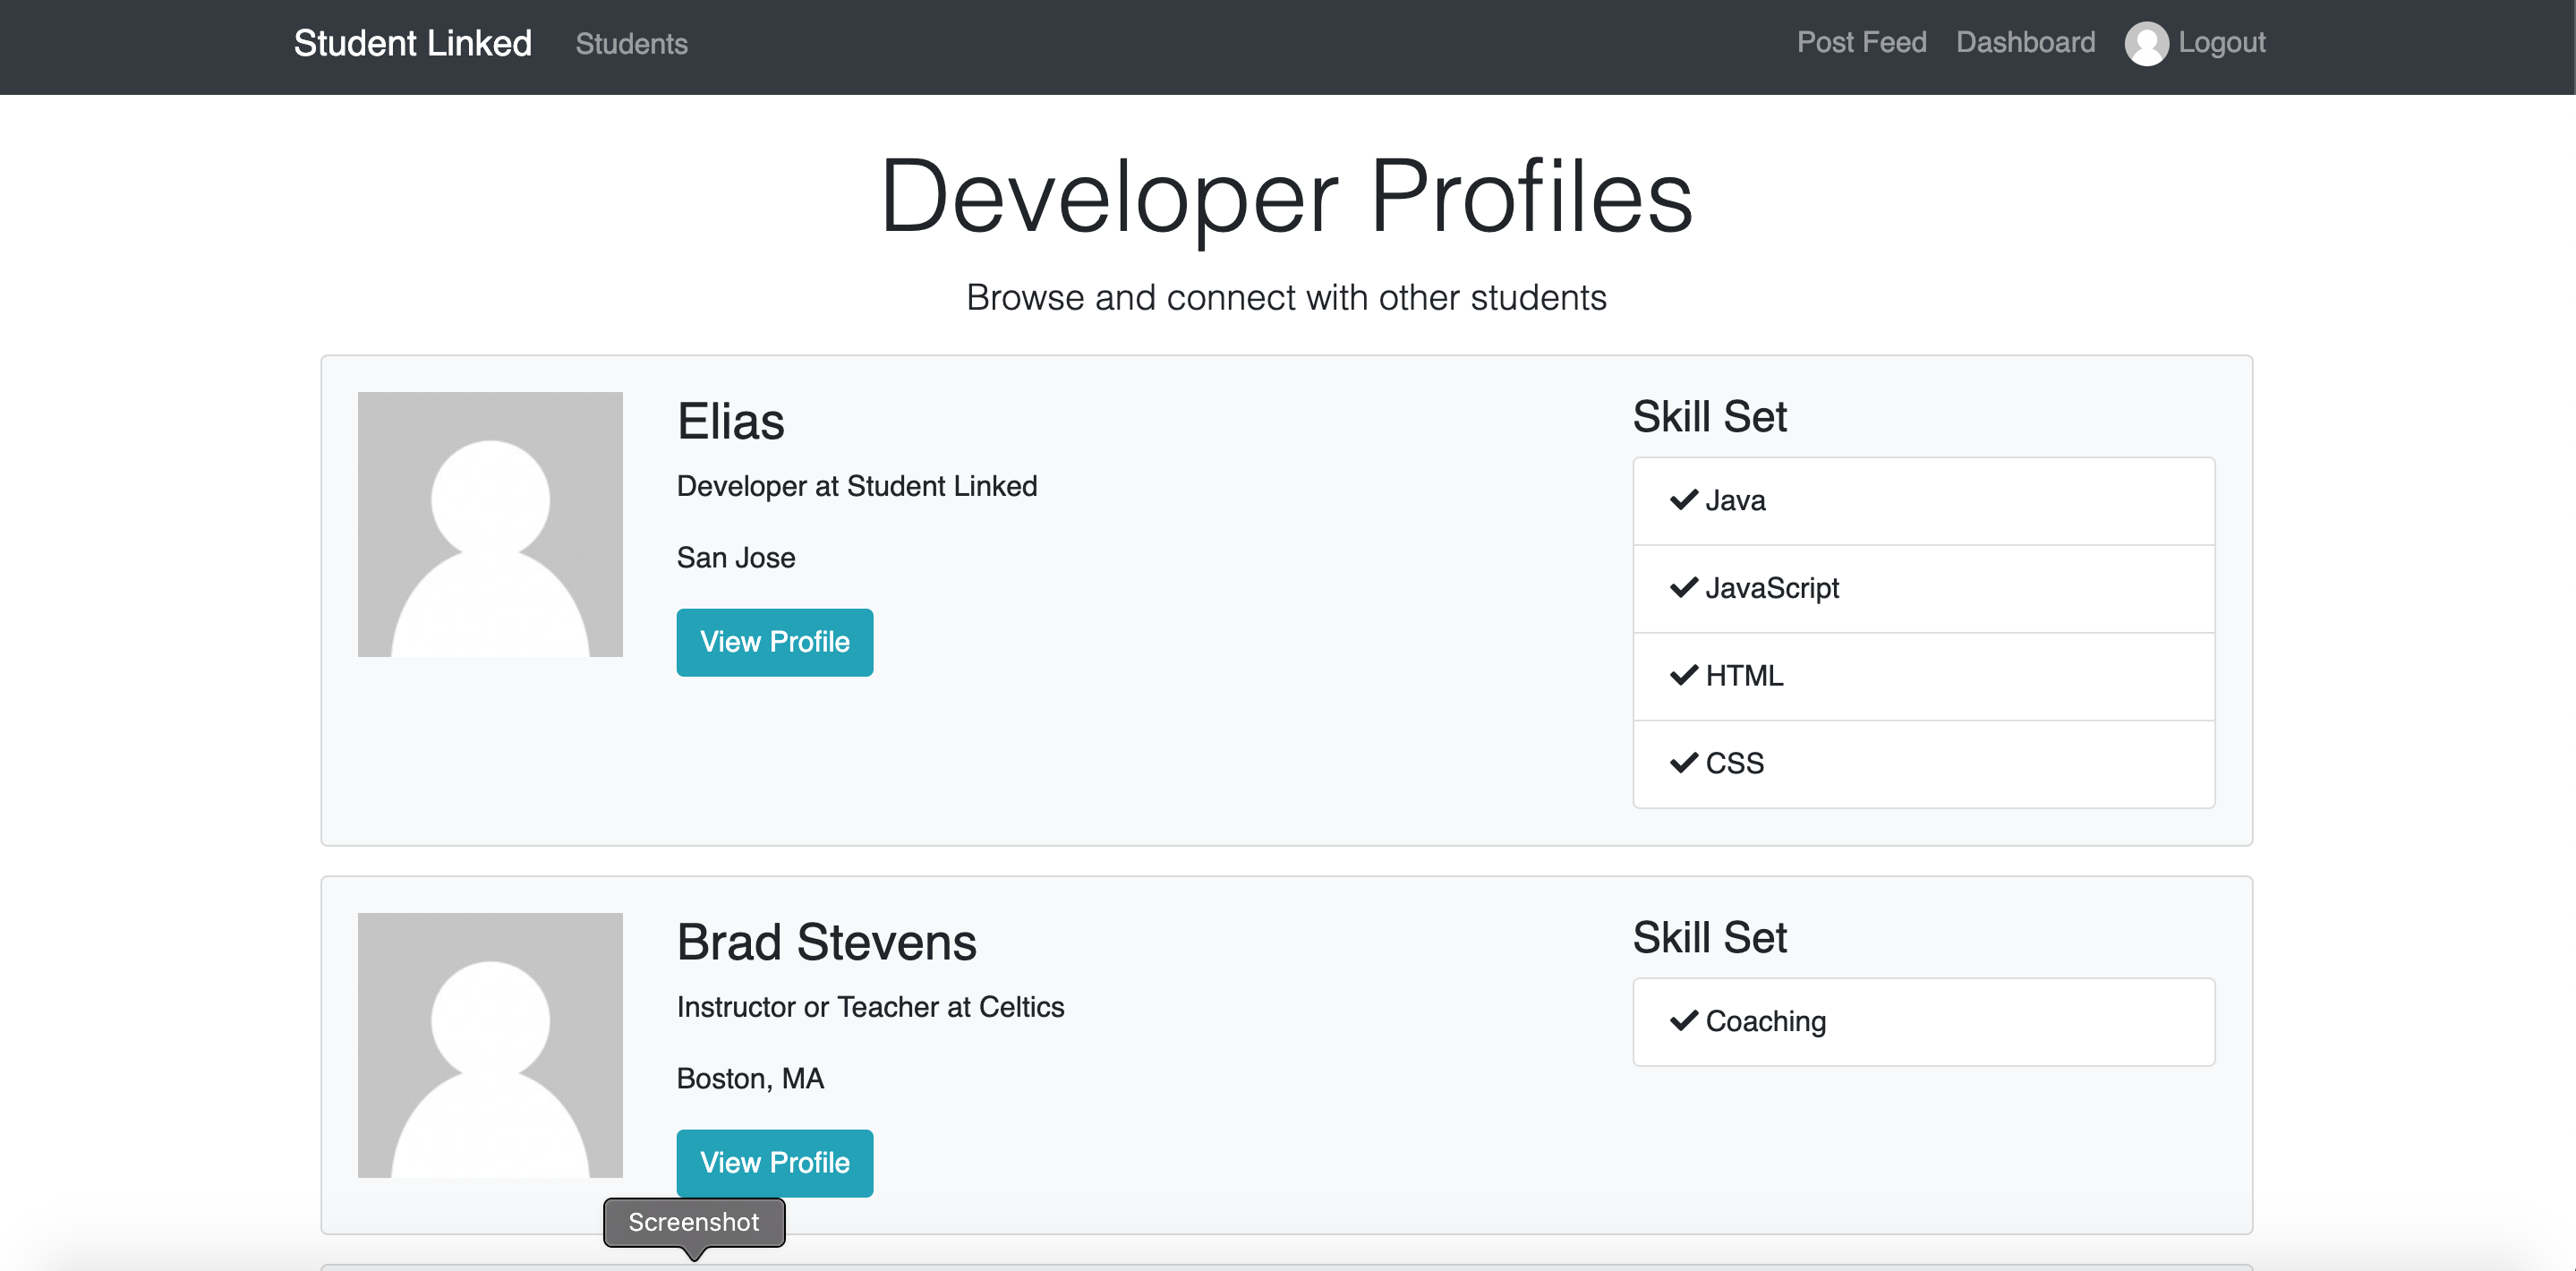 Student Linked Students Post Feed Dashboard Logout
Developer Profiles
Browse and connect with other students
Elias
Developer at Student Linked
San Jose
View Profile
Skill Set
Java
JavaScript
HTML
CSS
Brad Stevens
Instructor or Teacher at Celtics
Boston, MA
View Profile
Skill Set
Coaching
Screenshot